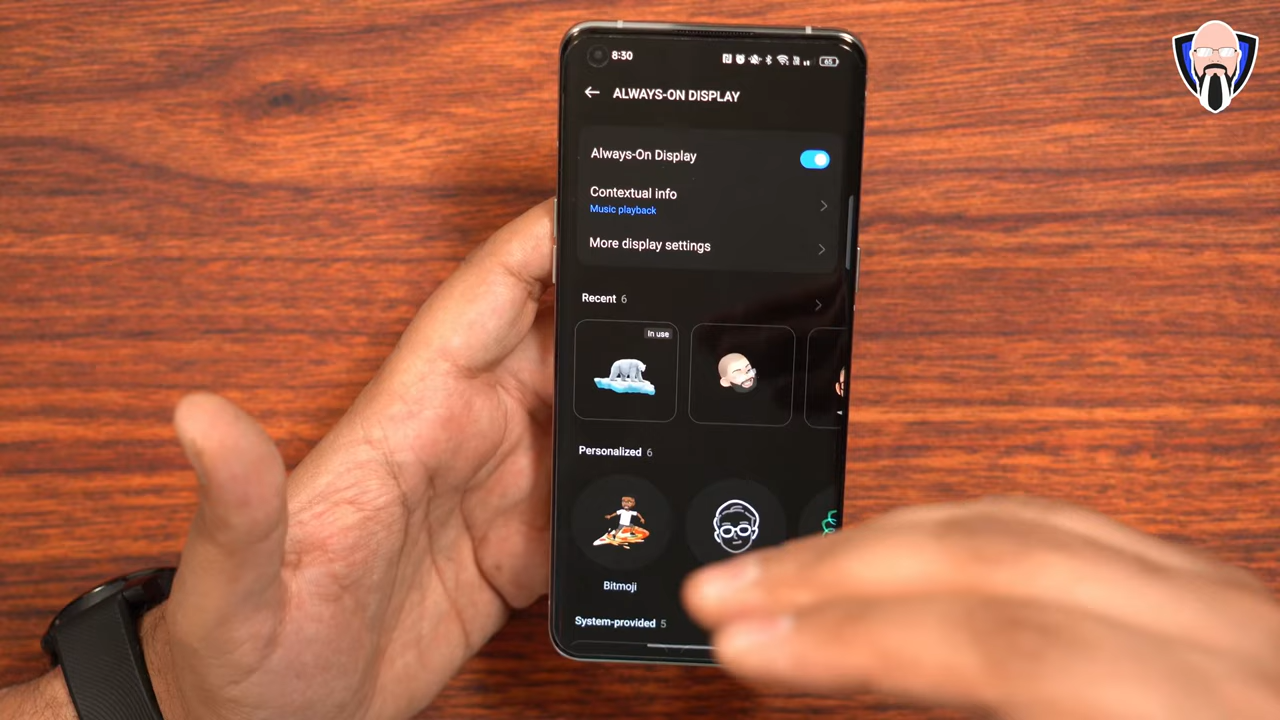 8:30
65
ALWAYS-ON DISPLAY
Always-On Display
Contextual info
Music playback
More display settings
Recent 6
In use
Personalized 6
Bitmoji
System-provided 5